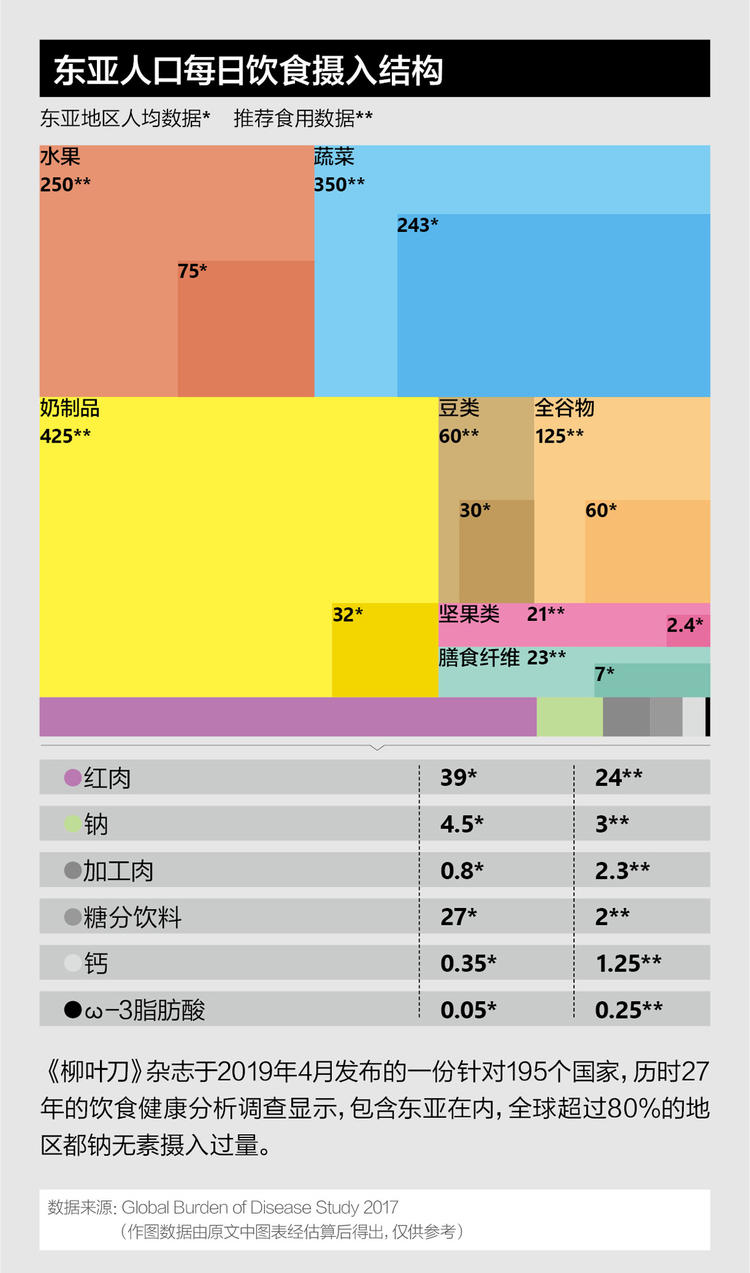 东亚人口每日饮食摄入结构
东亚地区人均数据* 推荐食用数据**
水果
250**
75*
蔬菜
350**
243*
奶制品
425**
32*
豆类
60**
30*
全谷物
125**
60*
坚果类 21**
2.4*
膳食纤维 23**
7*
红肉 39* 24**
钠 4.5* 3**
加工肉 0.8* 2.3**
糖分饮料 27* 2**
钙 0.35* 1.25**
ω-3脂肪酸 0.05* 0.25**
《柳叶刀》杂志于2019年4月发布的一份针对195个国家,历时27
年的饮食健康分析调查显示,包含东亚在内,全球超过80%的地
区都钠无素摄入过量。
数据来源: Global Burden of Disease Study 2017
(作图数据由原文中图表经估算后得出,仅供参考)